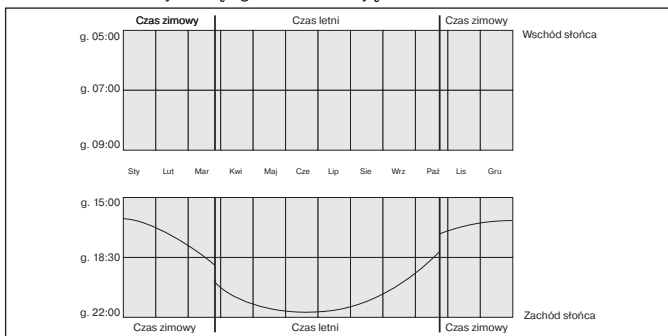 Czas zimowy Czas letni Czas zimowy
g. 05:00 Wschód słońca
g. 07:00
g. 09:00
Sty Lut Mar Kwi Maj Cze Lip Sie Wrz Paź Lis Gru
g. 15:00
g. 18:30
g. 22:00 Zachód słońca
Czas zimowy Czas letni Czas zimowy